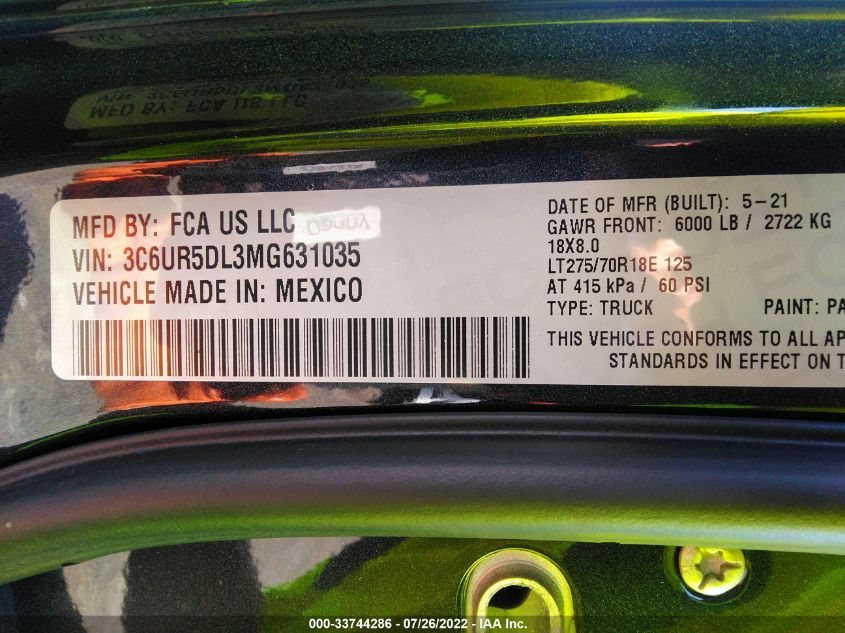 MFD BY: FCA US LLC
VIN: 3C6UR5DL3MG631035
VEHICLE MADE IN: MEXICO
DATE OF MFR (BUILT): 5-21
GAWR FRONT: 6000 LB / 2722 KG
18X8.0
LT275/70R18E 125
AT 415 kPa / 60 PSI
TYPE: TRUCK PAINT: PA
THIS VEHICLE CONFORMS TO ALL AP
STANDARDS IN EFFECT ON T
000-33744286 - 07/26/2022 - IAA Inc.